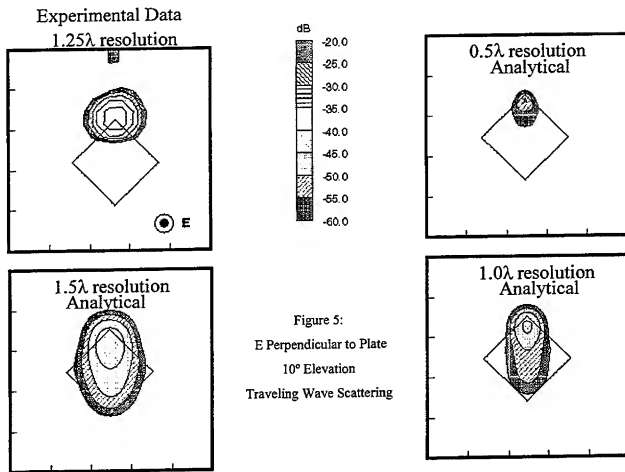 Experimental Data
1.25λ resolution
E
dB
-20.0
-25.0
-30.0
-35.0
-40.0
-45.0
-50.0
-55.0
-60.0
0.5λ resolution
Analytical
1.5λ resolution
Analytical
Figure 5:
E Perpendicular to Plate
10º Elevation
Traveling Wave Scattering
1.0λ resolution
Analytical